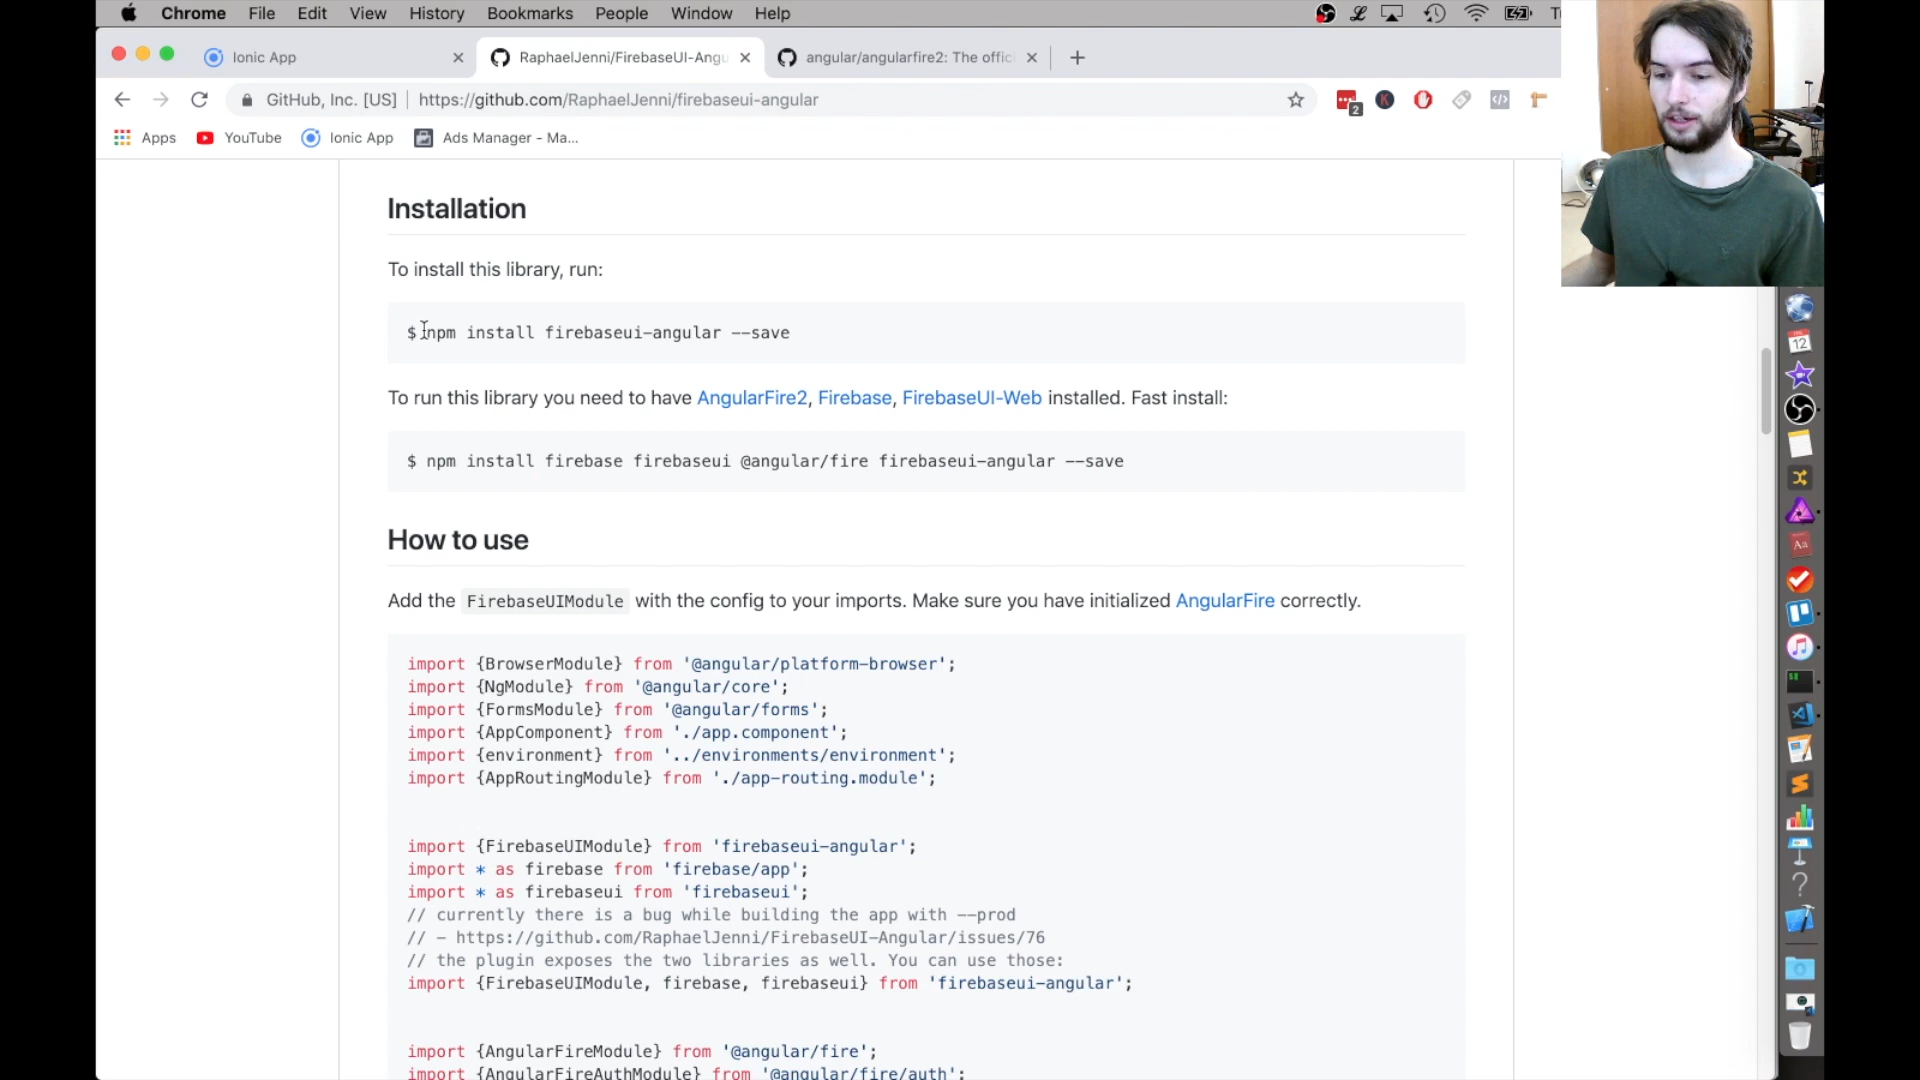 Chrome File Edit View History Bookmarks People Window Help
Ionic App
RaphaelJenni/FirebaseUI-Angu
angular/angularfire2: The offici
GitHub, Inc. [US] https://github.com/RaphaelJenni/firebaseui-angular
2
K
Apps YouTube Ionic App Ads Manager - Ma...
Installation
To install this library, run:
$ npm install firebaseui-angular --save
To run this library you need to have AngularFire2, Firebase, FirebaseUI-Web installed. Fast install:
$ npm install firebase firebaseui @angular/fire firebaseui-angular --save
How to use
Add the FirebaseUIModule with the config to your imports. Make sure you have initialized AngularFire correctly.
import {BrowserModule} from '@angular/platform-browser';
import {NgModule} from '@angular/core';
import {FormsModule} from '@angular/forms';
import {AppComponent} from './app.component';
import {environment} from '../environments/environment';
import {AppRoutingModule} from './app-routing.module';
import {FirebaseUIModule} from 'firebaseui-angular';
import * as firebase from 'firebase/app';
import * as firebaseui from 'firebaseui';
// currently there is a bug while building the app with --prod
// - https://github.com/RaphaelJenni/FirebaseUI-Angular/issues/76
// the plugin exposes the two libraries as well. You can use those:
import {FirebaseUIModule, firebase, firebaseui} from 'firebaseui-angular';
import {AngularFireModule} from '@angular/fire';
import {AngularFireAuthModule} from '@angular/fire/auth';
12
Aa